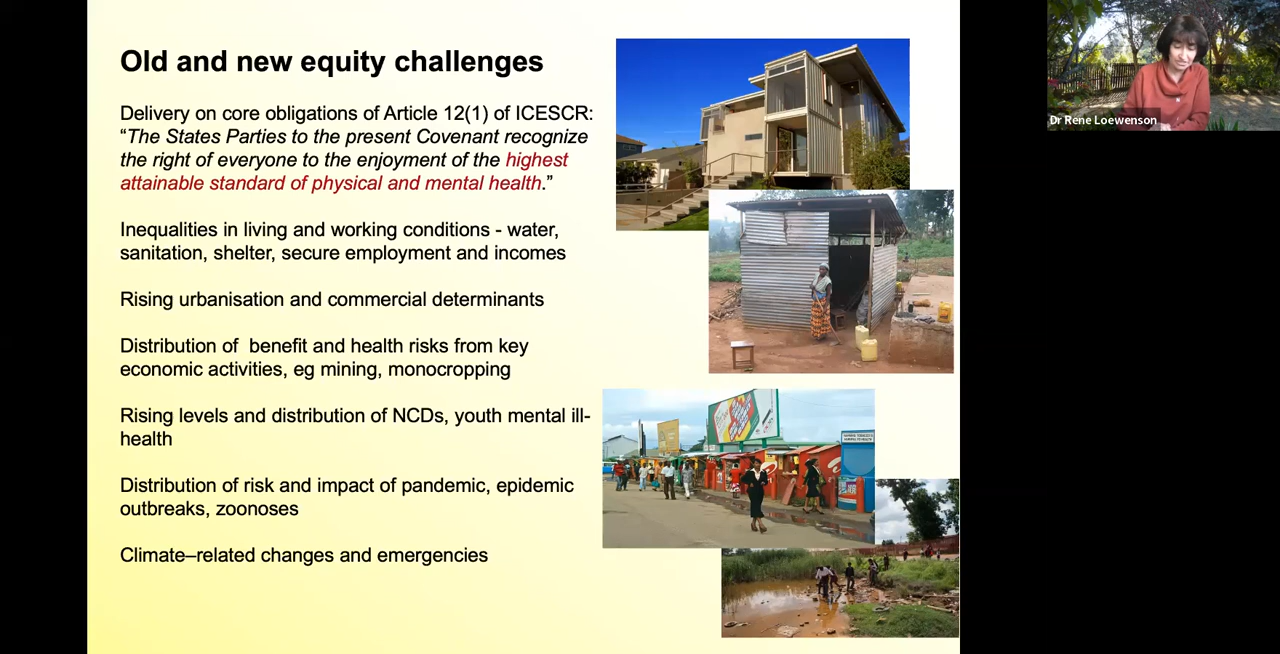 Old and new equity challenges
Delivery on core obligations of Article 12(1) of ICESCR:
“The States Parties to the present Covenant recognize
the right of everyone to the enjoyment of the highest
attainable standard of physical and mental health.”
Inequalities in living and working conditions - water,
sanitation, shelter, secure employment and incomes
Rising urbanisation and commercial determinants
Distribution of  benefit and health risks from key
economic activities, eg mining, monocropping
Rising levels and distribution of NCDs, youth mental ill-
health
Distribution of risk and impact of pandemic, epidemic
outbreaks, zoonoses
Climate–related changes and emergencies
Dr Rene Loewenson